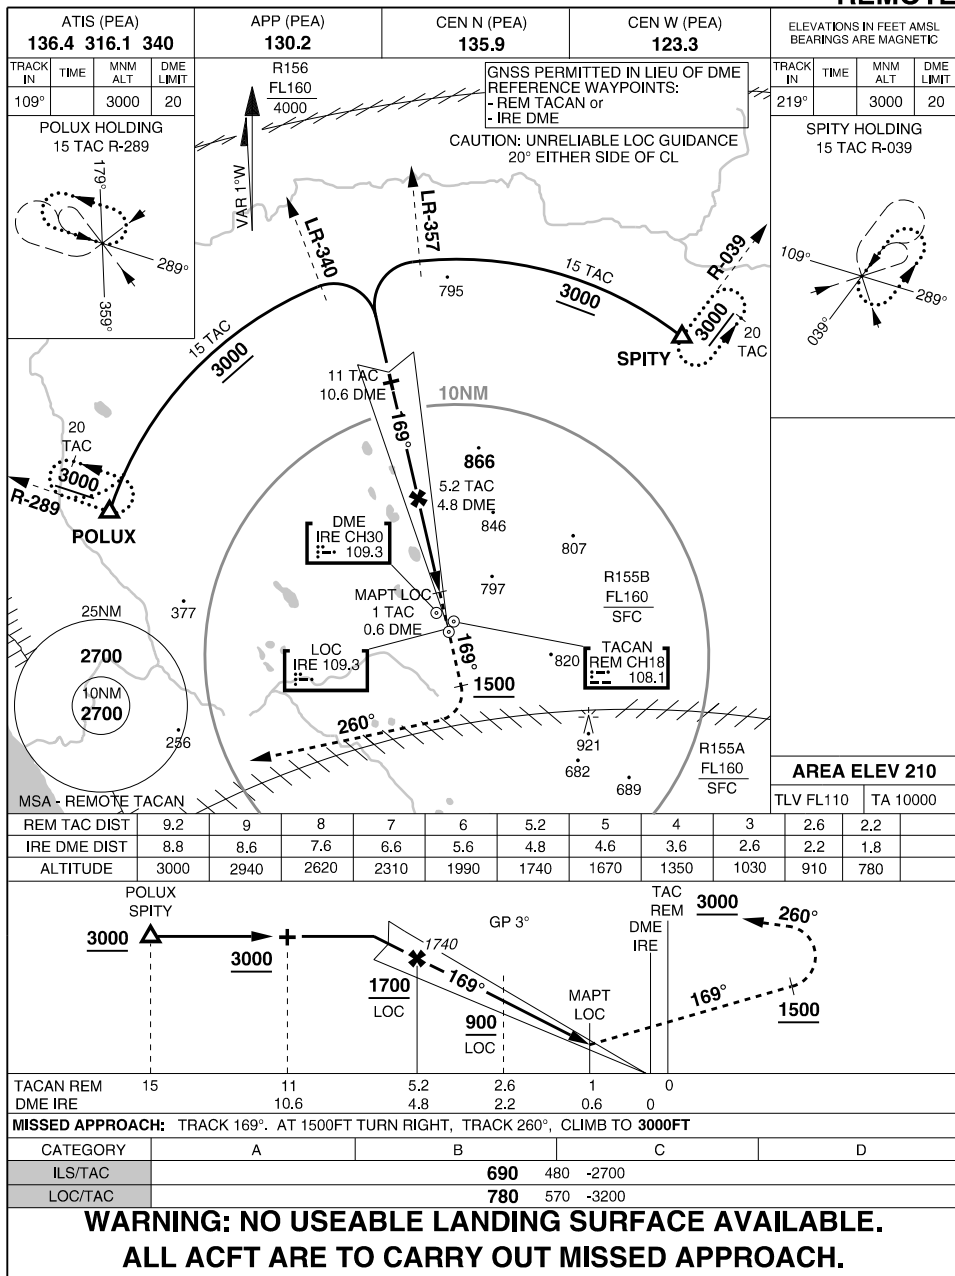 REMOTE
ATIS (PEA)
136.4 316.1 340
APP (PEA)
130.2
CEN N (PEA)
135.9
CEN W (PEA)
123.3
ELEVATIONS IN FEET AMSL
BEARINGS ARE MAGNETIC
TRACK IN TIME MNM ALT DME LIMIT
109° 3000 20
POLUX HOLDING
15 TAC R-289
179°
289°
359°
R156
FL160
4000
VAR 1°W
GNSS PERMITTED IN LIEU OF DME
REFERENCE WAYPOINTS:
- REM TACAN or
- IRE DME
CAUTION: UNRELIABLE LOC GUIDANCE
20° EITHER SIDE OF CL
TRACK IN TIME MNM ALT DME LIMIT
219° 3000 20
SPITY HOLDING
15 TAC R-039
109°
289°
039°
LR-340
LR-357
R-039
15 TAC
3000
795
15 TAC
3000
3000
20
TAC
SPITY
11 TAC
10.6 DME
10NM
169°
20
TAC
3000
R-289
POLUX
866
5.2 TAC
4.8 DME
846
DME
IRE CH30
109.3
807
797
R155B
FL160
SFC
MAPT LOC
1 TAC
0.6 DME
377
25NM
2700
10NM
2700
256
MSA - REMOTE TACAN
LOC
IRE 109.3
169°
1500
820
TACAN
REM CH18
108.1
260°
921
682
689
R155A
FL160
SFC
AREA ELEV 210
TLV FL110 TA 10000
REM TAC DIST 9.2 9 8 7 6 5.2 5 4 3 2.6 2.2
IRE DME DIST 8.8 8.6 7.6 6.6 5.6 4.8 4.6 3.6 2.6 2.2 1.8
ALTITUDE 3000 2940 2620 2310 1990 1740 1670 1350 1030 910 780
POLUX
SPITY
3000
3000
GP 3°
1740
169°
1700
LOC
900
LOC
MAPT
LOC
TAC
REM
DME
IRE
3000
260°
169°
1500
TACAN REM 15 11 5.2 2.6 1 0
DME IRE 10.6 4.8 2.2 0.6 0
MISSED APPROACH: TRACK 169°. AT 1500FT TURN RIGHT, TRACK 260°, CLIMB TO 3000FT
CATEGORY A B C D
ILS/TAC 690 480 -2700
LOC/TAC 780 570 -3200
WARNING: NO USEABLE LANDING SURFACE AVAILABLE.
ALL ACFT ARE TO CARRY OUT MISSED APPROACH.